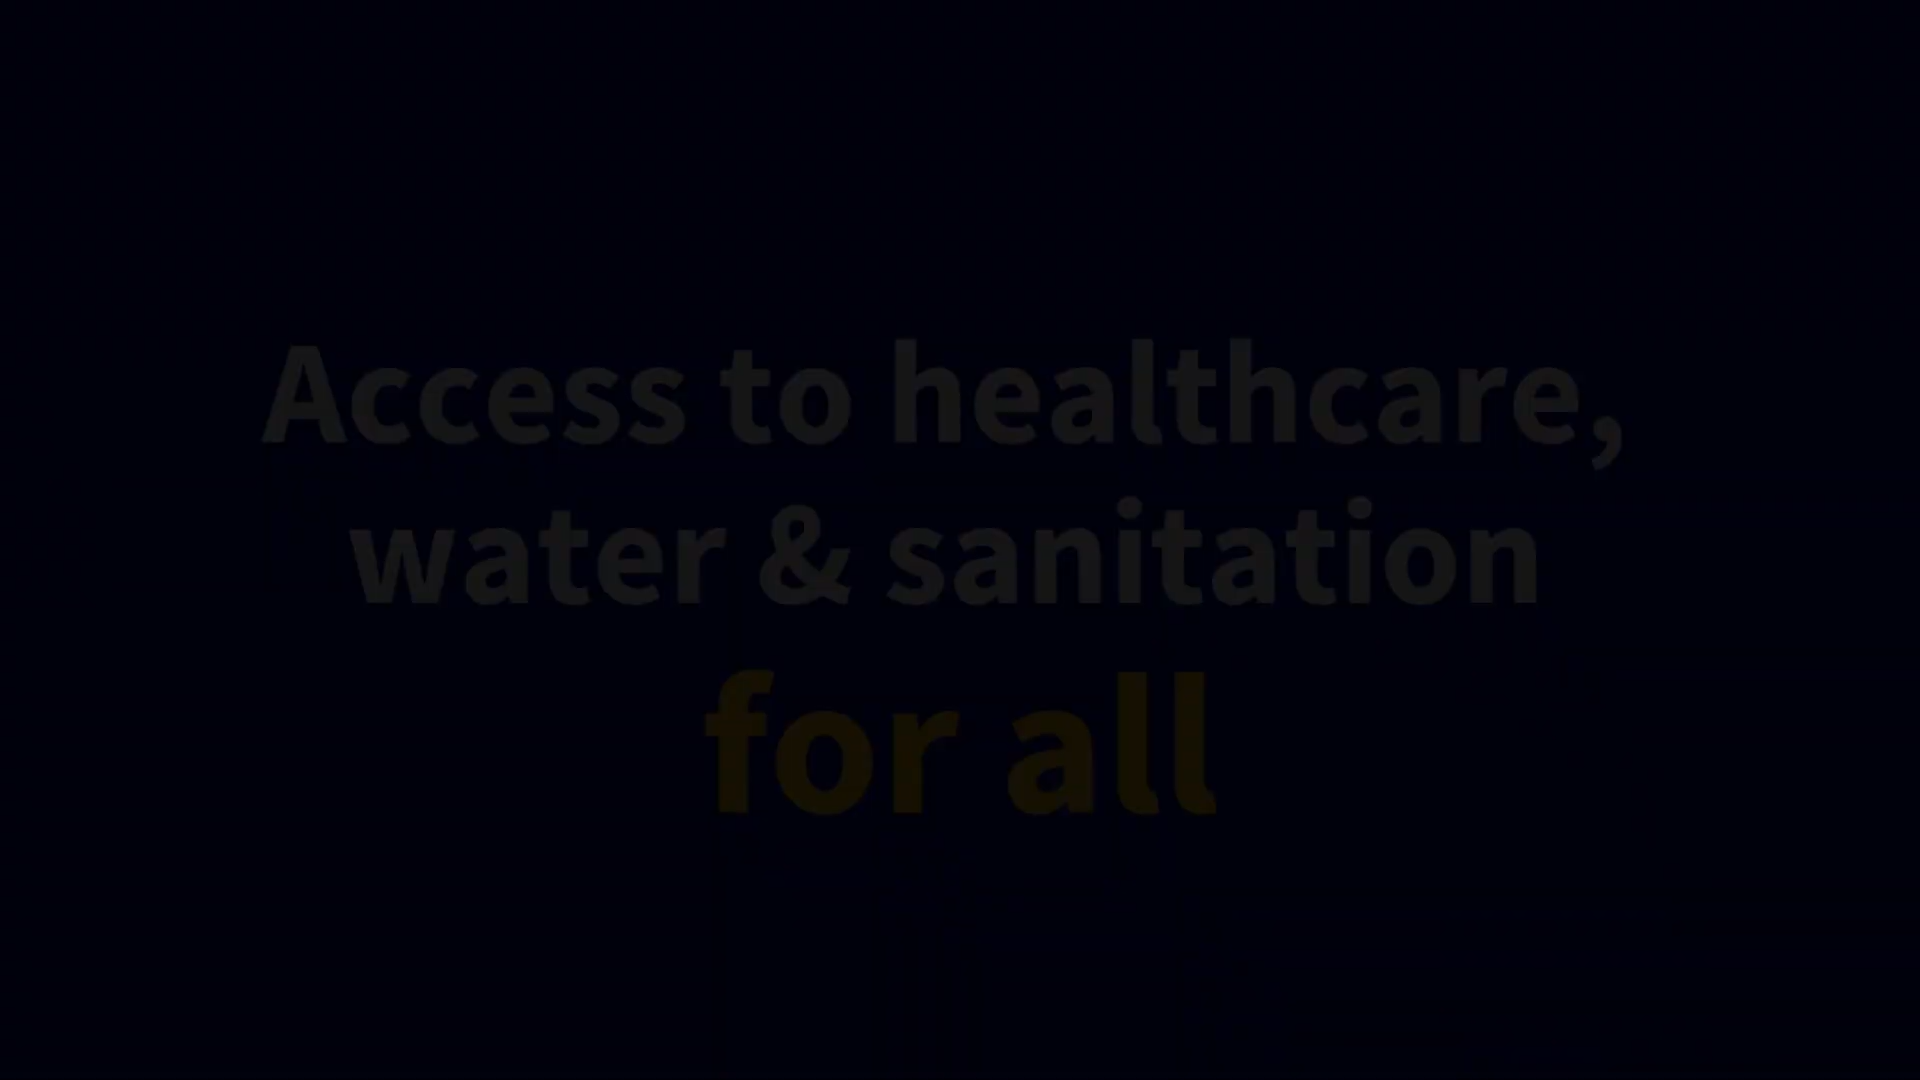 Access to healthcare,
water & sanitation
for all